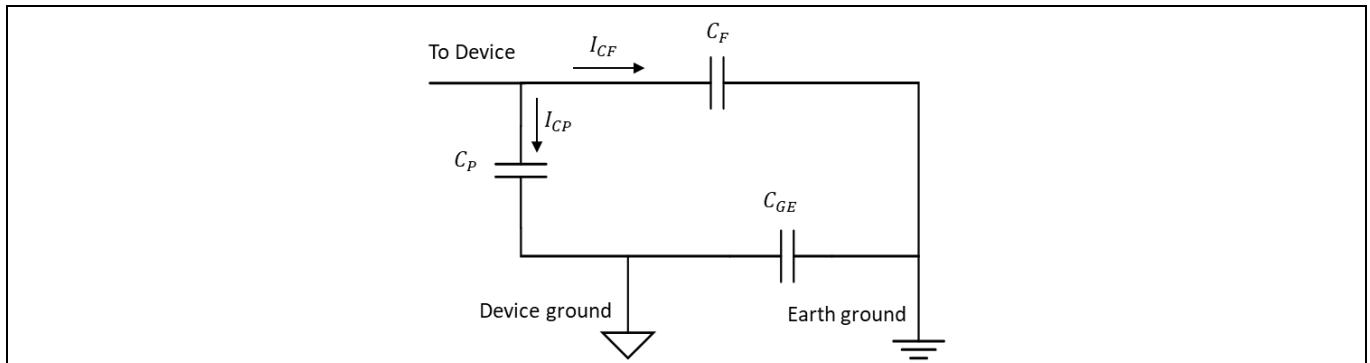 C_F
To Device
I_CF
I_CP
C_P
C_GE
Device ground
Earth ground